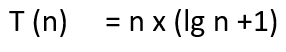 T (n) = n x (lg n +1)